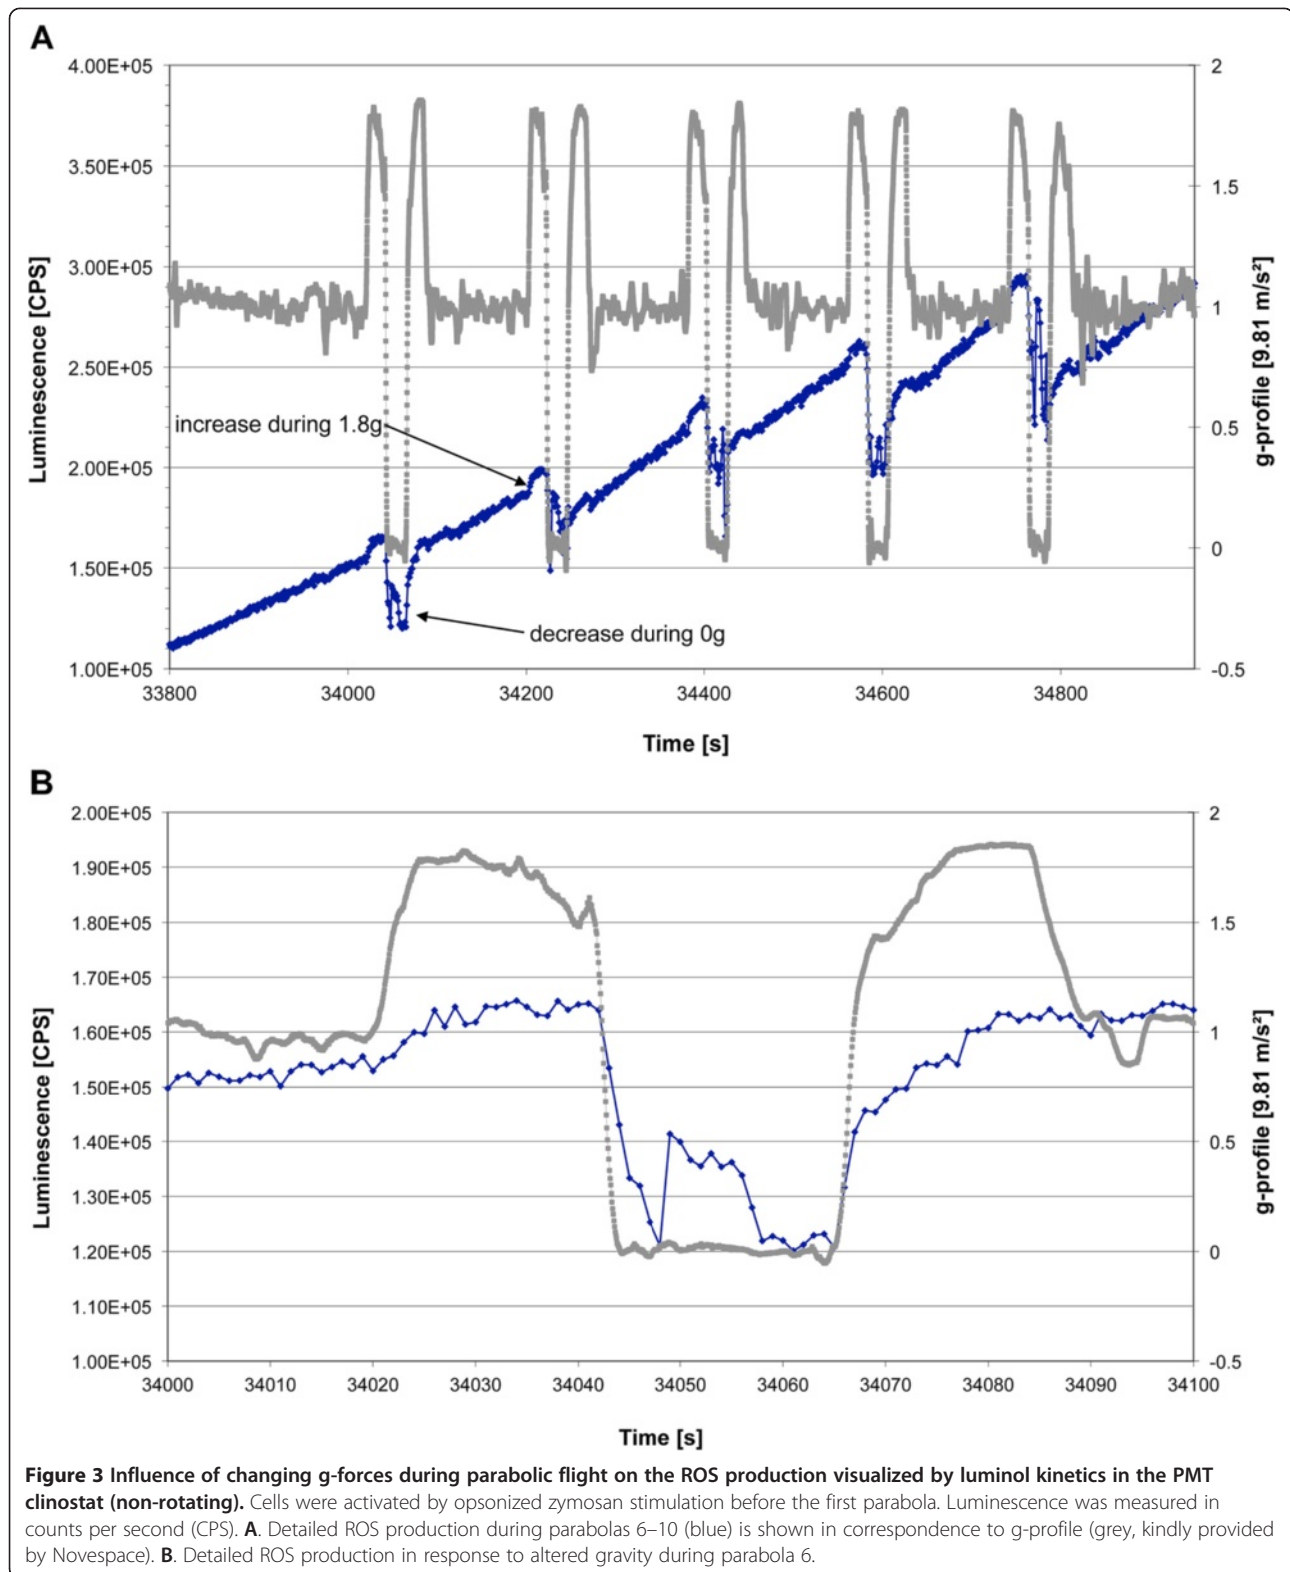 A
4.00E+05
3.50E+05
3.00E+05
2.50E+05
2.00E+05
1.50E+05
1.00E+05
Luminescence [CPS]
2
1.5
1
0.5
0
-0.5
g-profile [9.81 m/s²]
increase during 1.8g
decrease during 0g
33800 34000 34200 34400 34600 34800
Time [s]
B
2.00E+05
1.90E+05
1.80E+05
1.70E+05
1.60E+05
1.50E+05
1.40E+05
1.30E+05
1.20E+05
1.10E+05
1.00E+05
Luminescence [CPS]
2
1.5
1
0.5
0
-0.5
g-profile [9.81 m/s²]
34000 34010 34020 34030 34040 34050 34060 34070 34080 34090 34100
Time [s]
Figure 3 Influence of changing g-forces during parabolic flight on the ROS production visualized by luminol kinetics in the PMT
clinostat (non-rotating). Cells were activated by opsonized zymosan stimulation before the first parabola. Luminescence was measured in
counts per second (CPS). A. Detailed ROS production during parabolas 6–10 (blue) is shown in correspondence to g-profile (grey, kindly provided
by Novespace). B. Detailed ROS production in response to altered gravity during parabola 6.